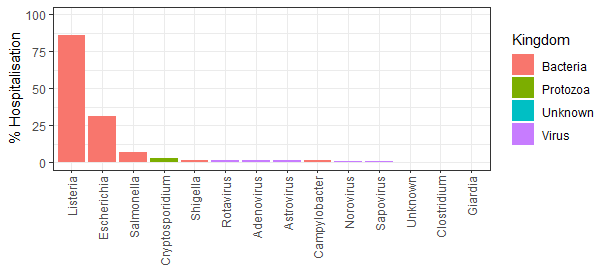 % Hospitalisation
100
75
50
25
0
Listeria
Escherichia
Salmonella
Cryptosporidium
Shigella
Rotavirus
Adenovirus
Astrovirus
Campylobacter
Norovirus
Sapovirus
Unknown
Clostridium
Giardia
Kingdom
Bacteria
Protozoa
Unknown
Virus